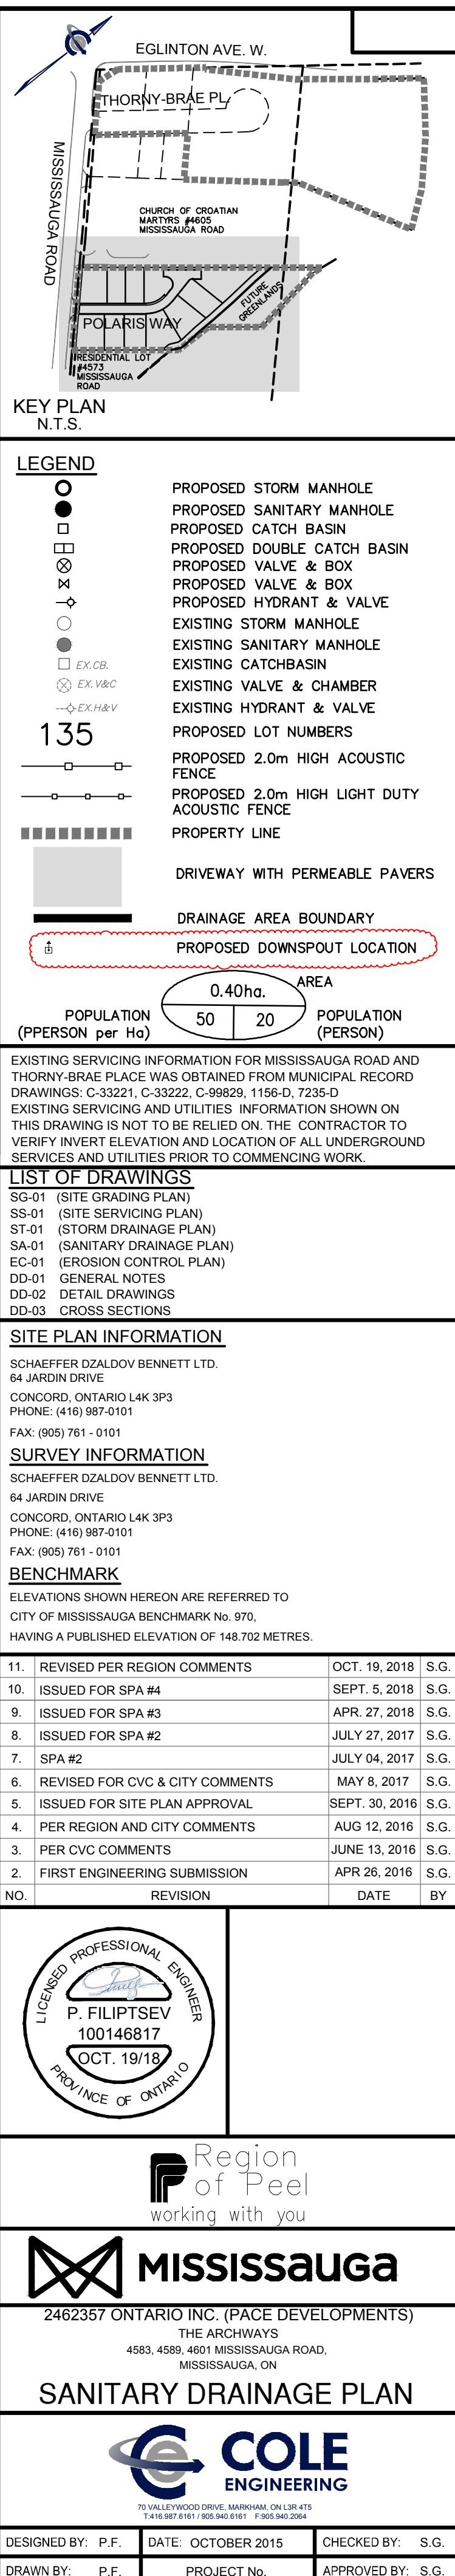 EGLINTON AVE. W.
THORNY-BRAE PL.
MISSISSAUGA ROAD
CHURCH OF CROATIAN
MARTYRS #4605
MISSISSAUGA ROAD
FUTURE
GREENLANDS
POLARIS WAY
RESIDENTIAL LOT
#4573
MISSISSAUGA
ROAD
KEY PLAN
N.T.S.
LEGEND
PROPOSED STORM MANHOLE
PROPOSED SANITARY MANHOLE
PROPOSED CATCH BASIN
PROPOSED DOUBLE CATCH BASIN
PROPOSED VALVE & BOX
PROPOSED VALVE & BOX
PROPOSED HYDRANT & VALVE
EXISTING STORM MANHOLE
EXISTING SANITARY MANHOLE
EX.CB. EXISTING CATCHBASIN
EX.V&C EXISTING VALVE & CHAMBER
EX.H&V EXISTING HYDRANT & VALVE
135 PROPOSED LOT NUMBERS
PROPOSED 2.0m HIGH ACOUSTIC
FENCE
PROPOSED 2.0m HIGH LIGHT DUTY
ACOUSTIC FENCE
PROPERTY LINE
DRIVEWAY WITH PERMEABLE PAVERS
DRAINAGE AREA BOUNDARY
PROPOSED DOWNSPOUT LOCATION
0.40ha. AREA
POPULATION 50 20 POPULATION
(PPERSON per Ha) (PERSON)
EXISTING SERVICING INFORMATION FOR MISSISSAUGA ROAD AND
THORNY-BRAE PLACE WAS OBTAINED FROM MUNICIPAL RECORD
DRAWINGS: C-33221, C-33222, C-99829, 1156-D, 7235-D
EXISTING SERVICING AND UTILITIES INFORMATION SHOWN ON
THIS DRAWING IS NOT TO BE RELIED ON. THE CONTRACTOR TO
VERIFY INVERT ELEVATION AND LOCATION OF ALL UNDERGROUND
SERVICES AND UTILITIES PRIOR TO COMMENCING WORK.
LIST OF DRAWINGS
SG-01 (SITE GRADING PLAN)
SS-01 (SITE SERVICING PLAN)
ST-01 (STORM DRAINAGE PLAN)
SA-01 (SANITARY DRAINAGE PLAN)
EC-01 (EROSION CONTROL PLAN)
DD-01 GENERAL NOTES
DD-02 DETAIL DRAWINGS
DD-03 CROSS SECTIONS
SITE PLAN INFORMATION
SCHAEFFER DZALDOV BENNETT LTD.
64 JARDIN DRIVE
CONCORD, ONTARIO L4K 3P3
PHONE: (416) 987-0101
FAX: (905) 761 - 0101
SURVEY INFORMATION
SCHAEFFER DZALDOV BENNETT LTD.
64 JARDIN DRIVE
CONCORD, ONTARIO L4K 3P3
PHONE: (416) 987-0101
FAX: (905) 761 - 0101
BENCHMARK
ELEVATIONS SHOWN HEREON ARE REFERRED TO
CITY OF MISSISSAUGA BENCHMARK No. 970,
HAVING A PUBLISHED ELEVATION OF 148.702 METRES.
11. REVISED PER REGION COMMENTS OCT. 19, 2018 S.G.
10. ISSUED FOR SPA #4 SEPT. 5, 2018 S.G.
9. ISSUED FOR SPA #3 APR. 27, 2018 S.G.
8. ISSUED FOR SPA #2 JULY 27, 2017 S.G.
7. SPA #2 JULY 04, 2017 S.G.
6. REVISED FOR CVC & CITY COMMENTS MAY 8, 2017 S.G.
5. ISSUED FOR SITE PLAN APPROVAL SEPT. 30, 2016 S.G.
4. PER REGION AND CITY COMMENTS AUG 12, 2016 S.G.
3. PER CVC COMMENTS JUNE 13, 2016 S.G.
2. FIRST ENGINEERING SUBMISSION APR 26, 2016 S.G.
NO. REVISION DATE BY
LICENSED PROFESSIONAL ENGINEER
P. FILIPTSEV
100146817
OCT. 19/18
PROVINCE OF ONTARIO
Region
of Peel
working with you
MISSISSAUGA
2462357 ONTARIO INC. (PACE DEVELOPMENTS)
THE ARCHWAYS
4583, 4589, 4601 MISSISSAUGA ROAD,
MISSISSAUGA, ON
SANITARY DRAINAGE PLAN
COLE
ENGINEERING
70 VALLEYWOOD DRIVE, MARKHAM, ON L3R 4T5
T:416.987.6161 / 905.940.6161 F:905.940.2064
DESIGNED BY: P.F. DATE: OCTOBER 2015 CHECKED BY: S.G.
DRAWN BY: P.F. PROJECT No. APPROVED BY: S.G.